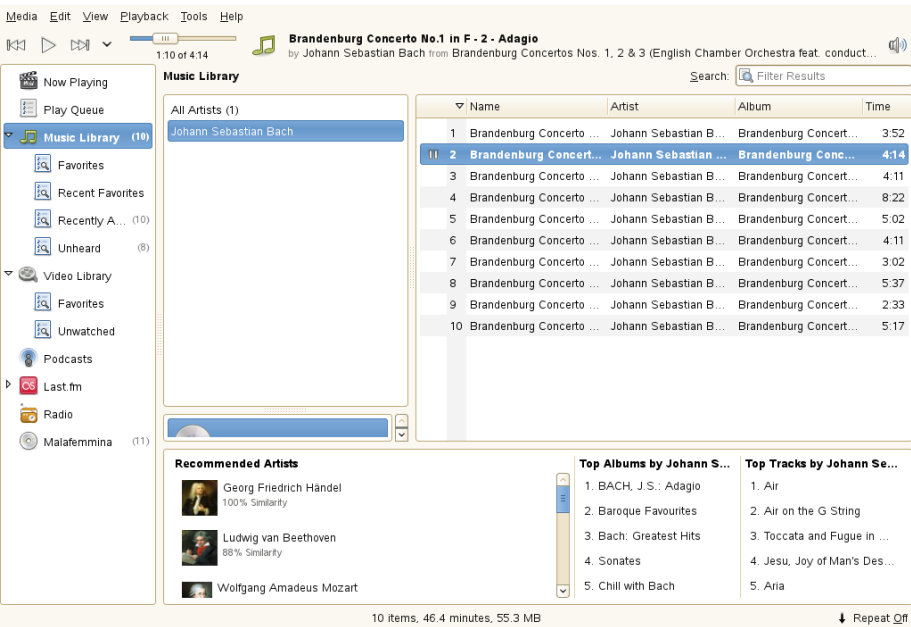 Media Edit View Playback Tools Help
1:10 of 4:14
Brandenburg Concerto No.1 in F - 2 - Adagio
by Johann Sebastian Bach from Brandenburg Concertos Nos. 1, 2 & 3 (English Chamber Orchestra feat. conduct...
Now Playing
Play Queue
Music Library (10)
Favorites
Recent Favorites
Recently A... (10)
Unheard (8)
Video Library
Favorites
Unwatched
Podcasts
Last.fm
Radio
Malafemmina (11)
Music Library
Search: Filter Results
All Artists (1)
Johann Sebastian Bach
Name Artist Album Time
1 Brandenburg Concerto ... Johann Sebastian B... Brandenburg Concert... 3:52
2 Brandenburg Concert... Johann Sebastian ... Brandenburg Conc... 4:14
3 Brandenburg Concerto ... Johann Sebastian B... Brandenburg Concert... 4:11
4 Brandenburg Concerto ... Johann Sebastian B... Brandenburg Concert... 8:22
5 Brandenburg Concerto ... Johann Sebastian B... Brandenburg Concert... 5:02
6 Brandenburg Concerto ... Johann Sebastian B... Brandenburg Concert... 4:11
7 Brandenburg Concerto ... Johann Sebastian B... Brandenburg Concert... 3:02
8 Brandenburg Concerto ... Johann Sebastian B... Brandenburg Concert... 5:37
9 Brandenburg Concerto ... Johann Sebastian B... Brandenburg Concert... 2:33
10 Brandenburg Concerto ... Johann Sebastian B... Brandenburg Concert... 5:17
Recommended Artists
Georg Friedrich Händel
100% Similarity
Ludwig van Beethoven
88% Similarity
Wolfgang Amadeus Mozart
Top Albums by Johann S...
1. BACH, J.S.: Adagio
2. Baroque Favourites
3. Bach: Greatest Hits
4. Sonates
5. Chill with Bach
Top Tracks by Johann Se...
1. Air
2. Air on the G String
3. Toccata and Fugue in ...
4. Jesu, Joy of Man's Des...
5. Aria
10 items, 46.4 minutes, 55.3 MB
Repeat Off